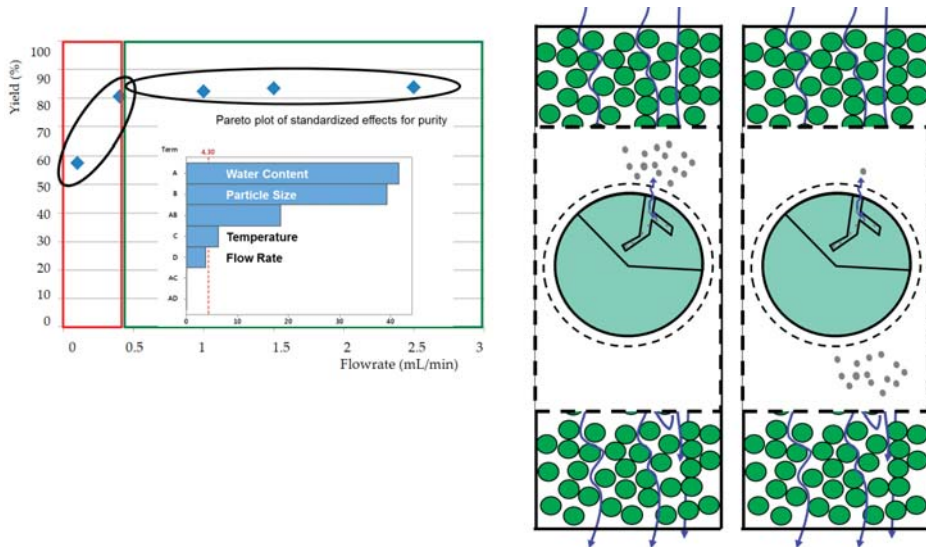 Yield (%)
100
90
80
70
60
50
40
30
20
10
0
Pareto plot of standardized effects for purity
Term
4.30
A
Water Content
B
Particle Size
AB
C
Temperature
D
Flow Rate
AC
AD
0 10 20 30 40
0 0.5 1 1.5 2 2.5 3
Flowrate (mL/min)